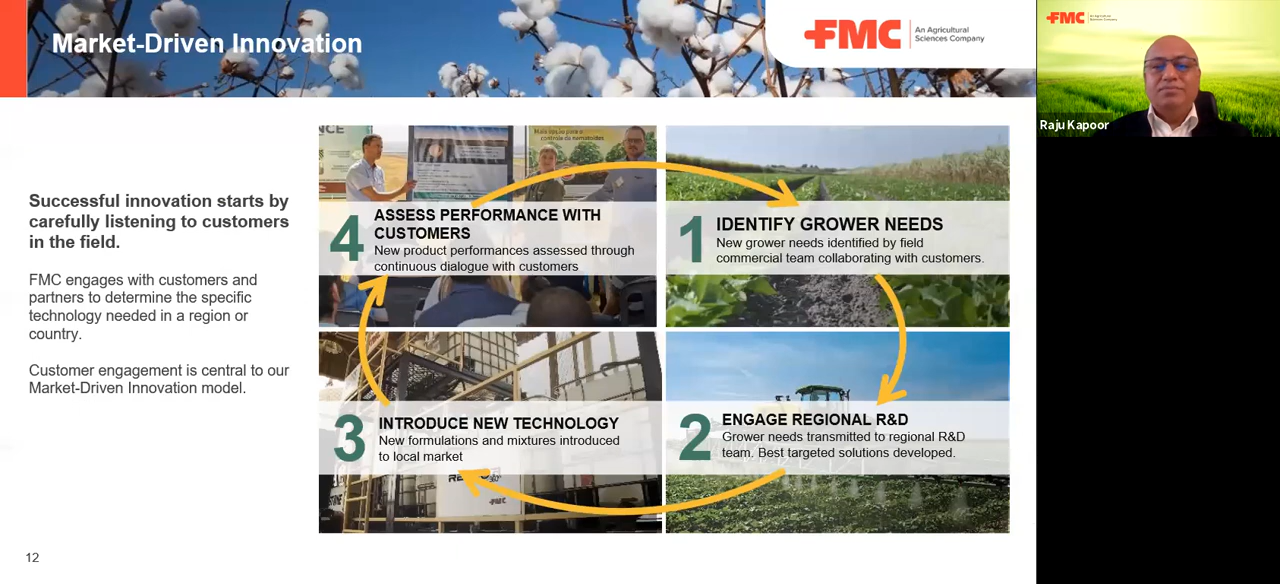 Market-Driven Innovation
FMC
An Agricultural
Sciences Company
FMC
Raju Kapoor
Successful innovation starts by
carefully listening to customers
in the field.
FMC engages with customers and
partners to determine the specific
technology needed in a region or
country.
Customer engagement is central to our
Market-Driven Innovation model.
4
ASSESS PERFORMANCE WITH
CUSTOMERS
New product performances assessed through
continuous dialogue with customers
1
IDENTIFY GROWER NEEDS
New grower needs identified by field
commercial team collaborating with customers.
3
INTRODUCE NEW TECHNOLOGY
New formulations and mixtures introduced
to local market
2
ENGAGE REGIONAL R&D
Grower needs transmitted to regional R&D
team. Best targeted solutions developed.
FMC
12